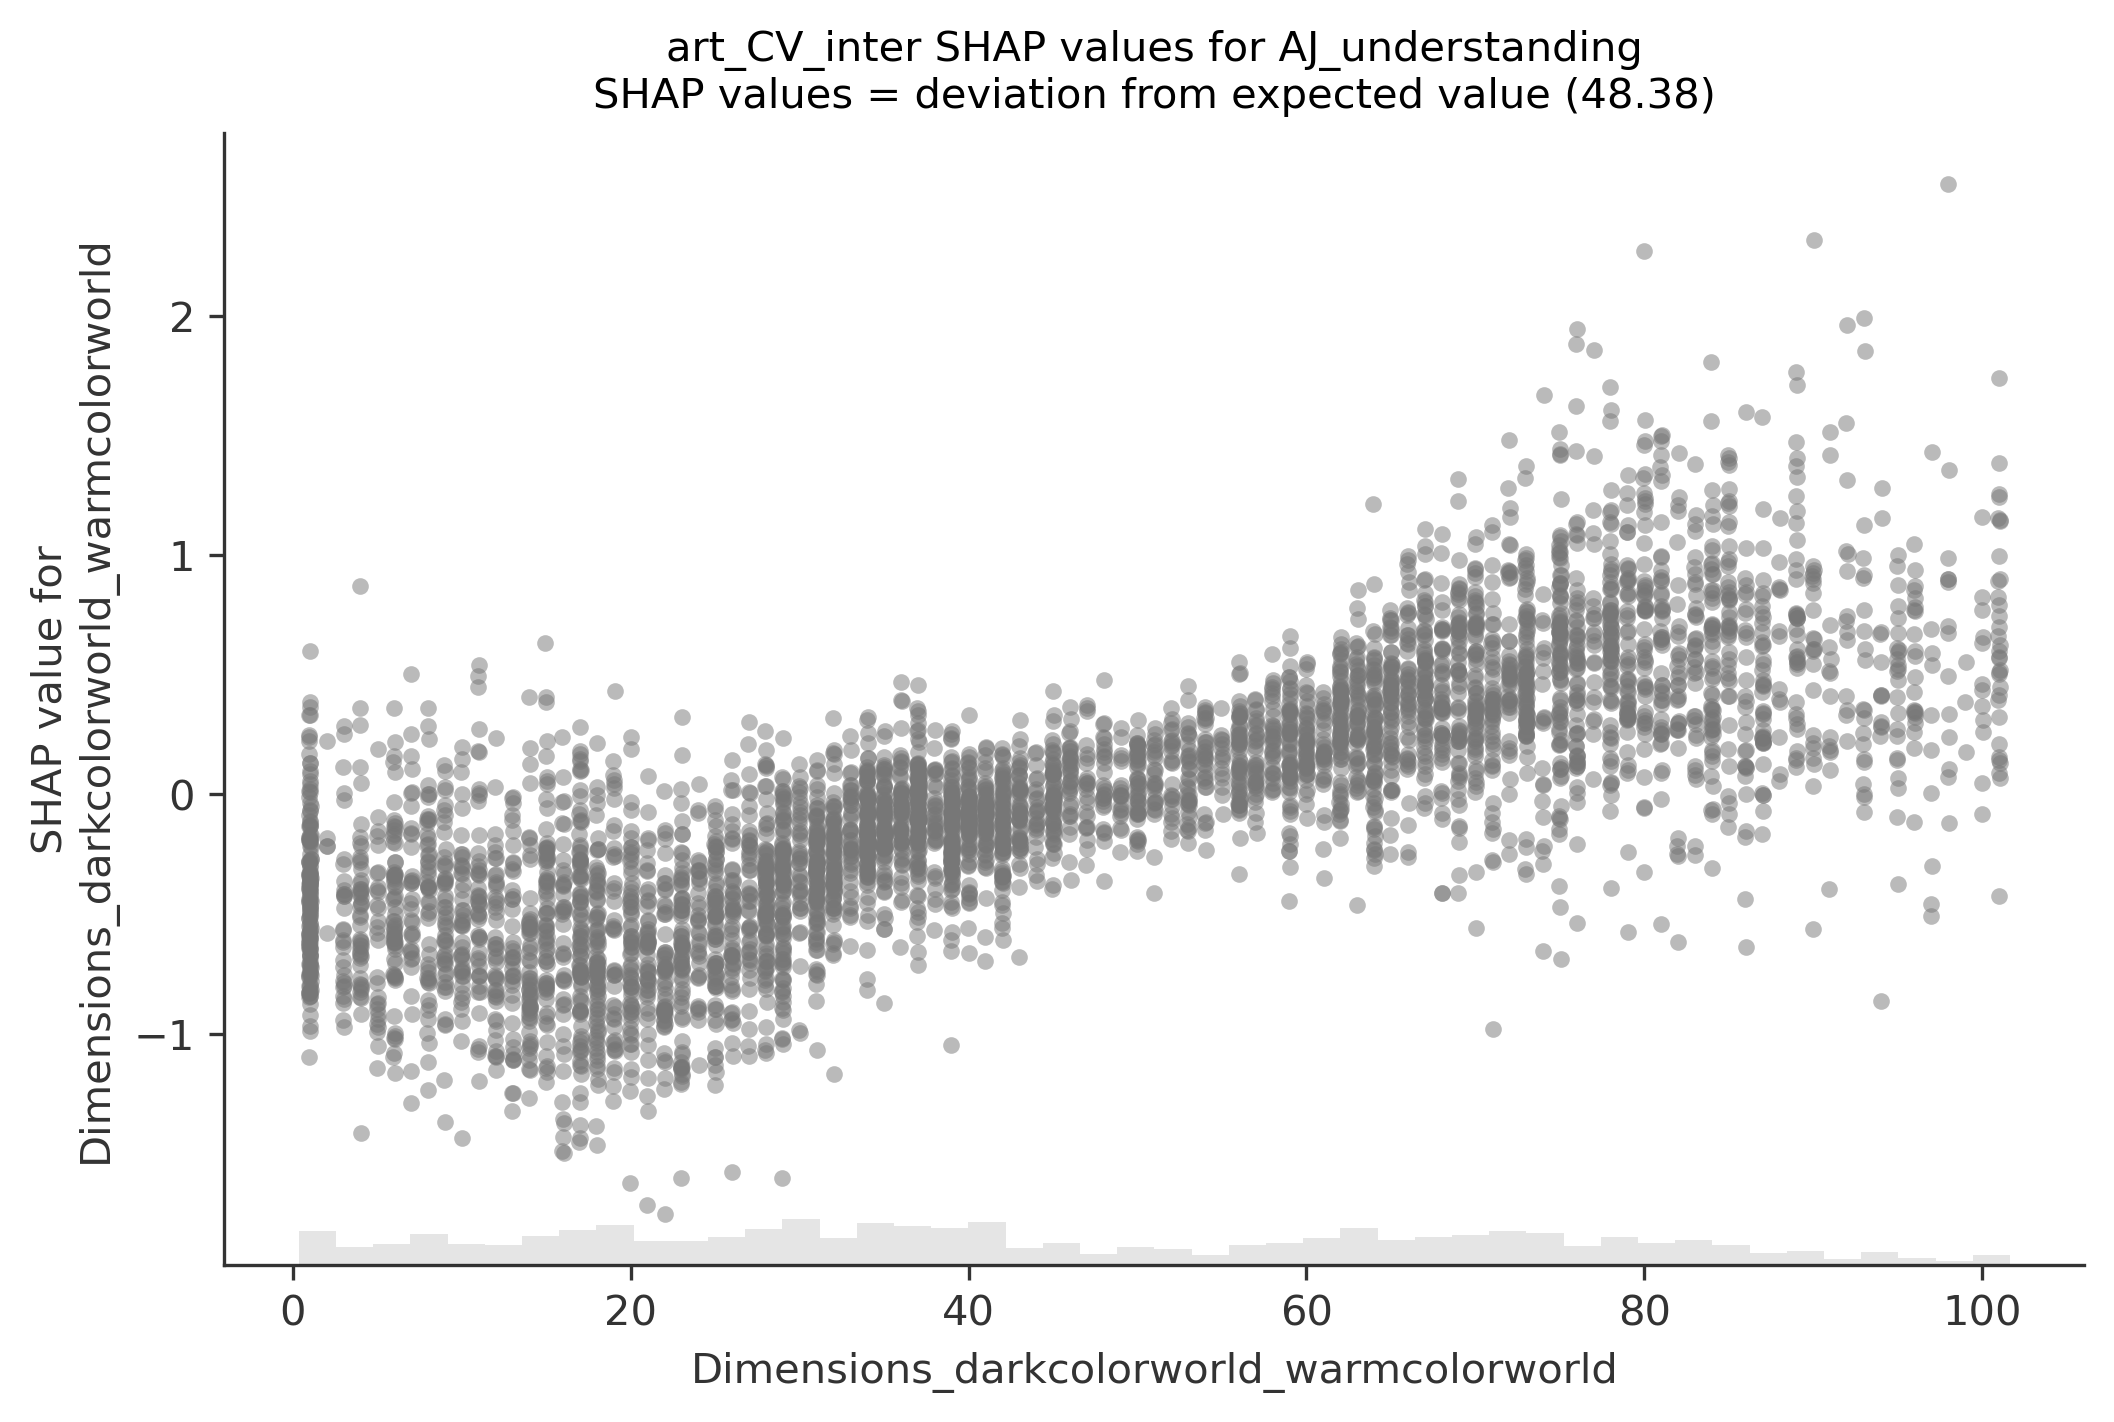 art_CV_inter SHAP values for AJ_understanding
SHAP values = deviation from expected value (48.38)
SHAP value for
Dimensions_darkcolorworld_warmcolorworld
2
1
0
−1
0
20
40
60
80
100
Dimensions_darkcolorworld_warmcolorworld